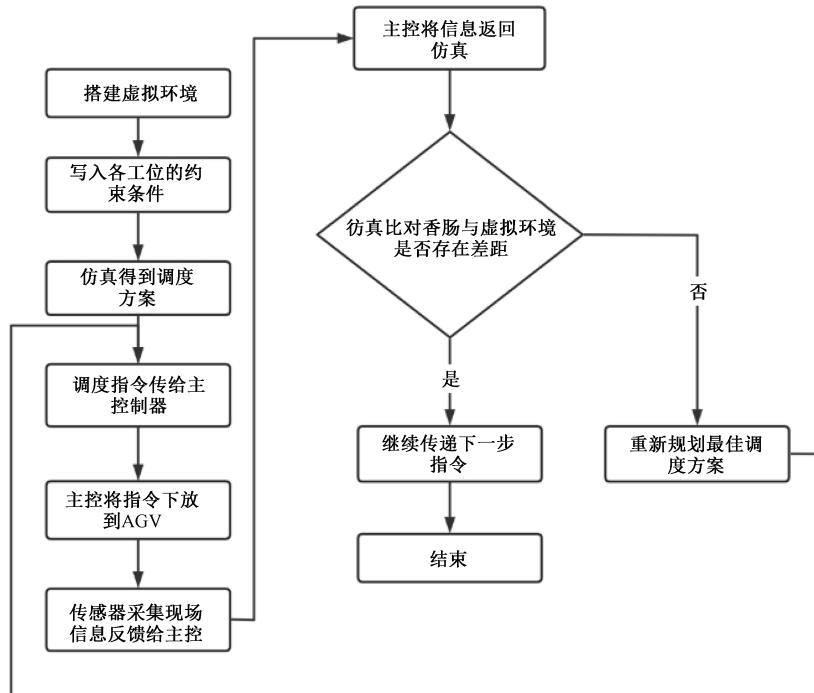 搭建虚拟环境
写入各工位的约
束条件
仿真得到调度
方案
调度指令传给主
控制器
主控将指令下放
到AGV
传感器采集现场
信息反馈给主控
主控将信息返回
仿真
仿真比对香肠与虚拟环境
是否存在差距
是
否
继续传递下一步
指令
结束
重新规划最佳调
度方案